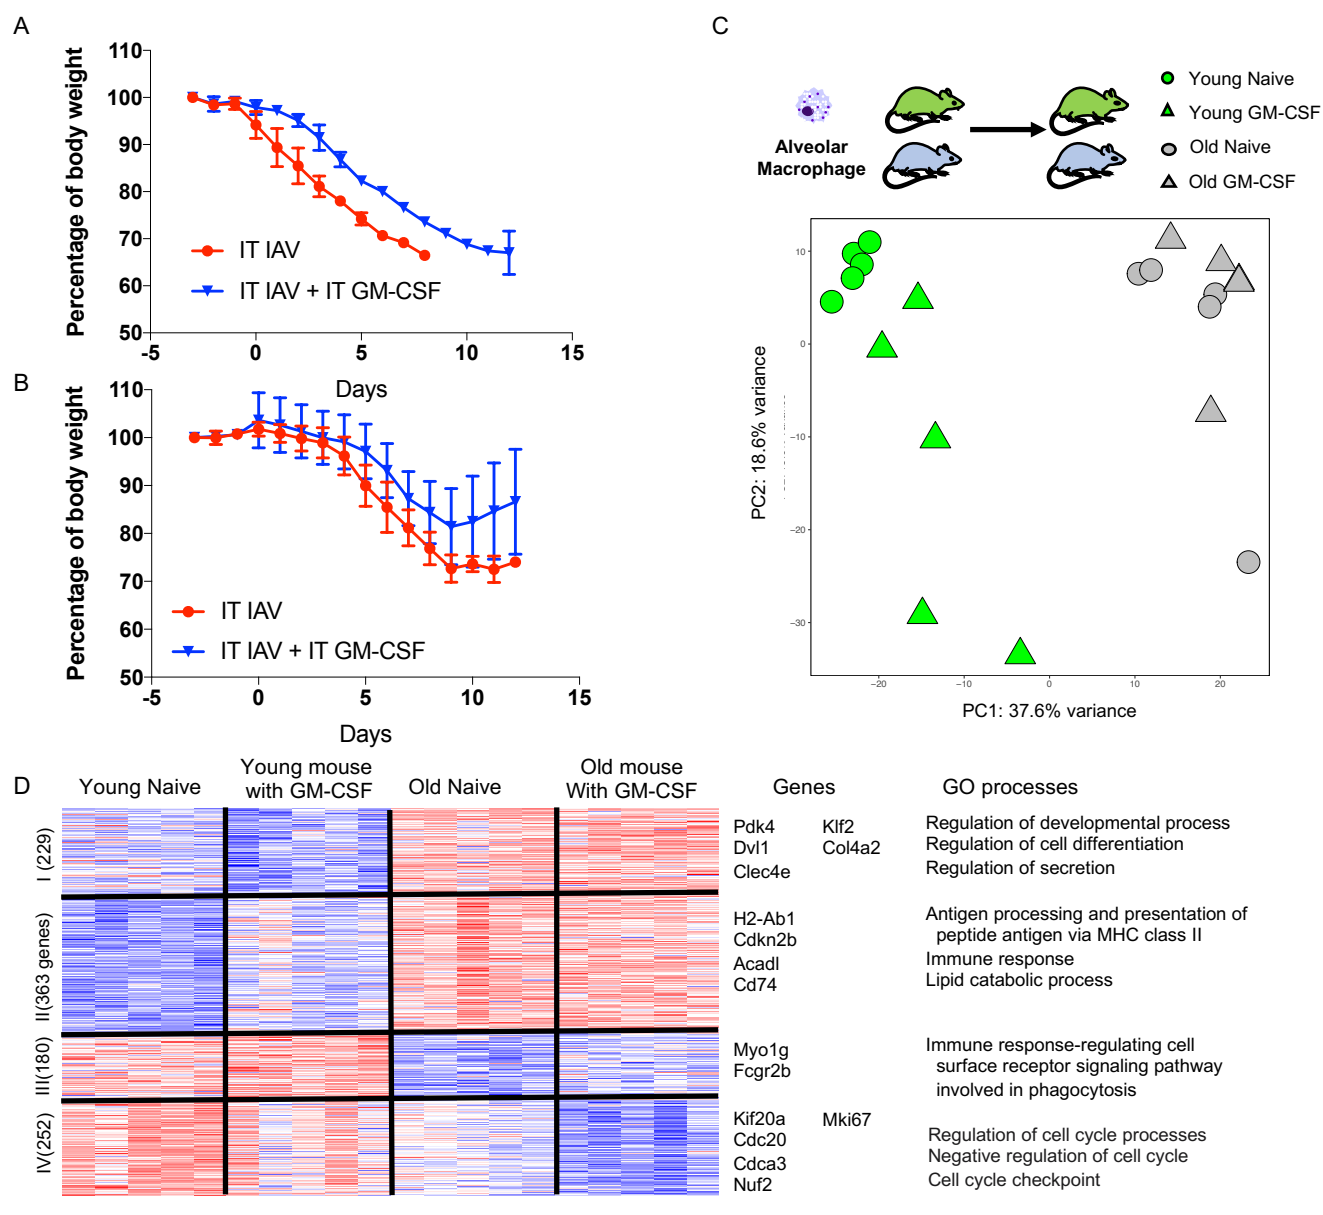 A
110
100
90
80
70
60
50
-5
0
5
10
15
Percentage of body weight
Days
IT IAV
IT IAV + IT GM-CSF
B
110
100
90
80
70
60
50
-5
0
5
10
15
Percentage of body weight
Days
IT IAV
IT IAV + IT GM-CSF
C
Alveolar
Macrophage
Young Naive
Young GM-CSF
Old Naive
Old GM-CSF
10
0
−10
−20
−30
−20
−10
0
10
20
PC2: 18.6% variance
PC1: 37.6% variance
D
Young Naive
Young mouse
with GM-CSF
Old Naive
Old mouse
With GM-CSF
Genes
GO processes
I (229)
Pdk4
Klf2
Dvl1
Col4a2
Clec4e
Regulation of developmental process
Regulation of cell differentiation
Regulation of secretion
II(363 genes)
H2-Ab1
Cdkn2b
Acadl
Cd74
Antigen processing and presentation of
peptide antigen via MHC class II
Immune response
Lipid catabolic process
III(180)
Myo1g
Fcgr2b
Immune response-regulating cell
surface receptor signaling pathway
involved in phagocytosis
IV(252)
Kif20a
Mki67
Cdc20
Cdca3
Nuf2
Regulation of cell cycle processes
Negative regulation of cell cycle
Cell cycle checkpoint